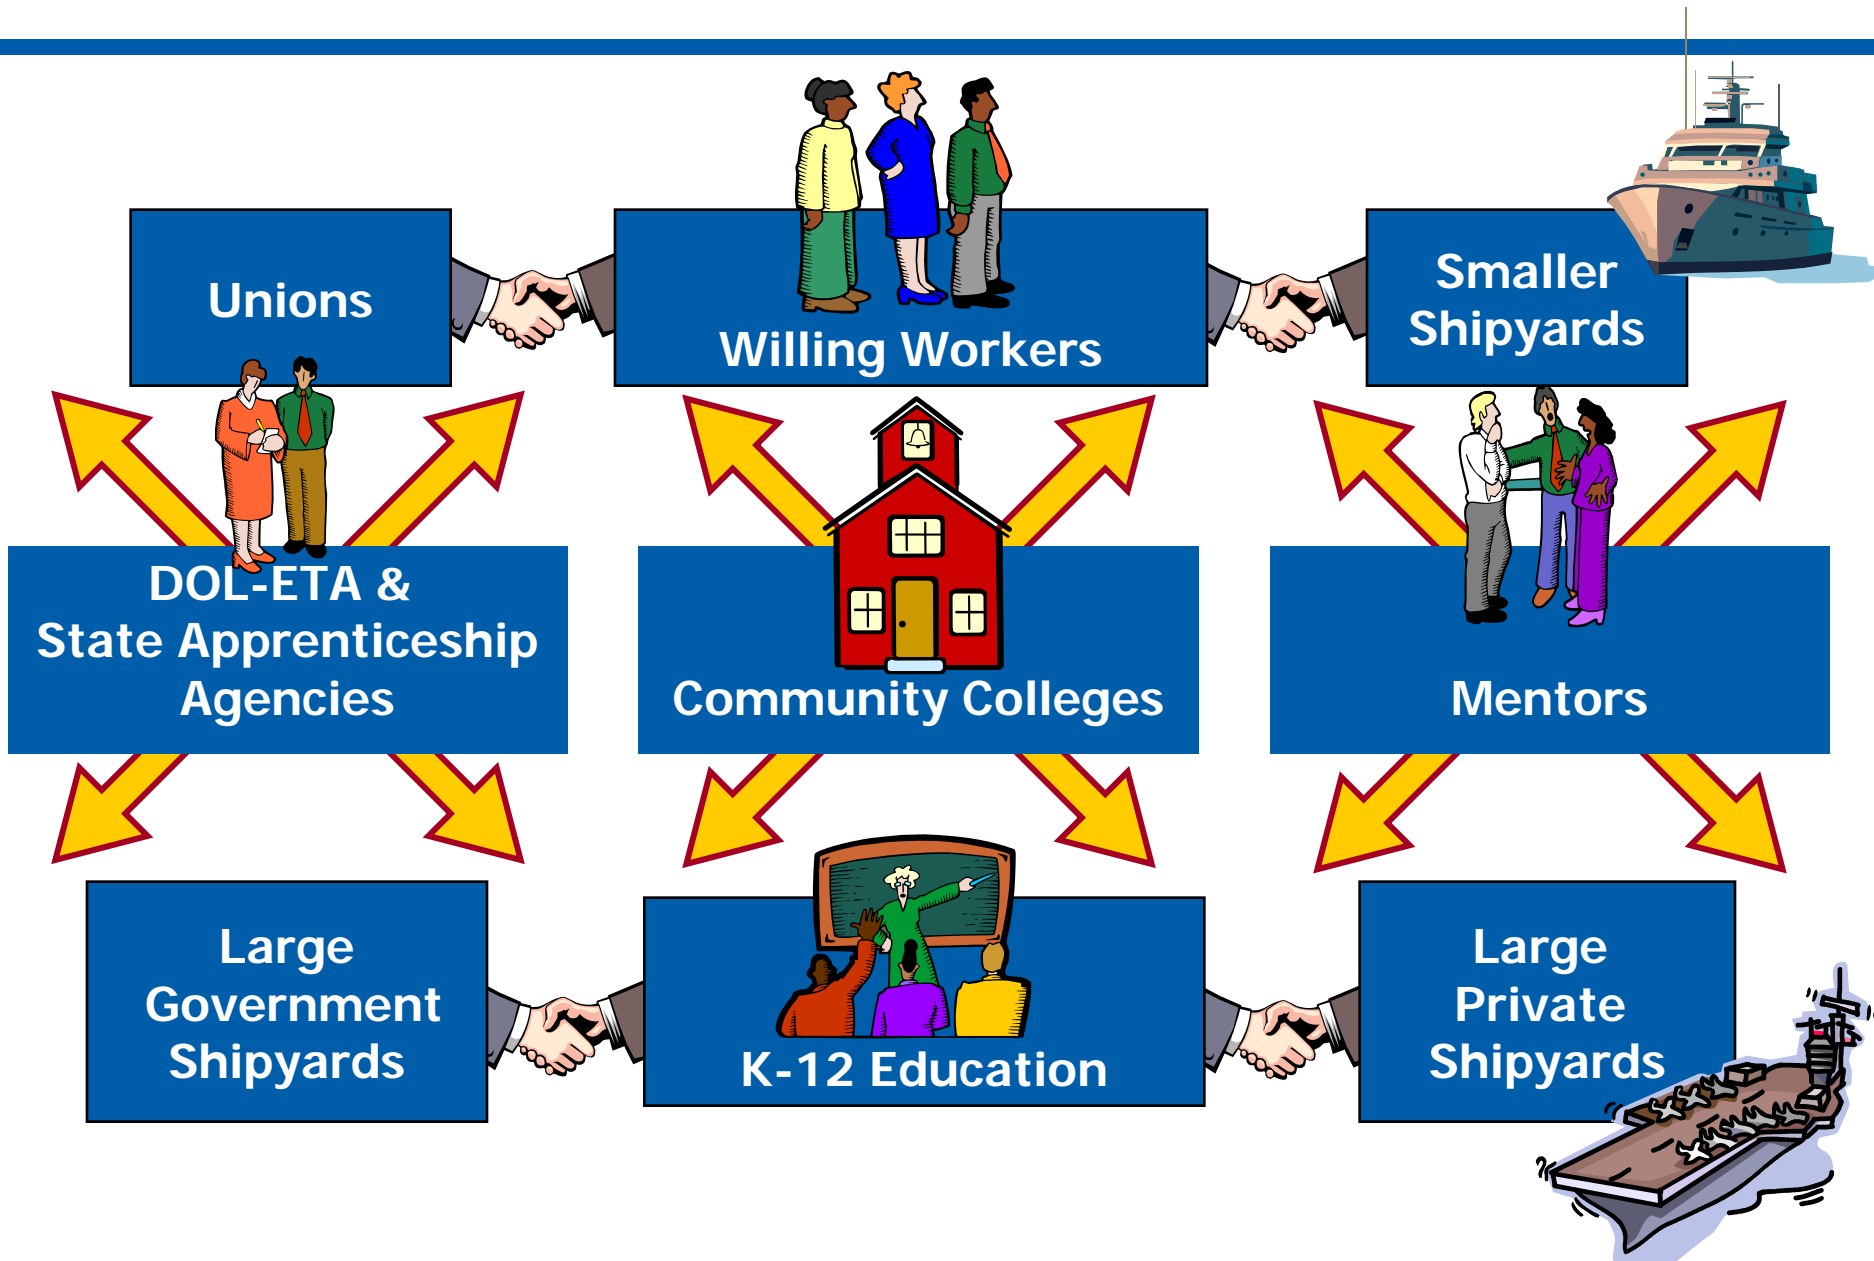 Unions
Willing Workers
Smaller
Shipyards
DOL-ETA &
State Apprenticeship
Agencies
Community Colleges
Mentors
Large
Government
Shipyards
K-12 Education
Large
Private
Shipyards